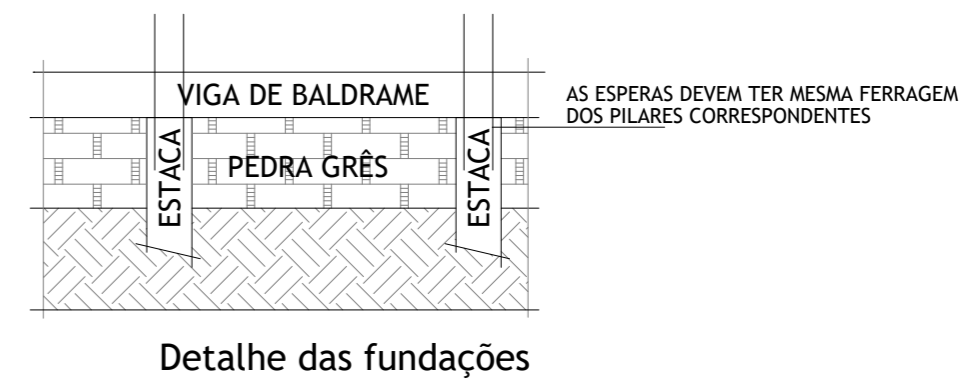 VIGA DE BALDRAME
AS ESPERAS DEVEM TER MESMA FERRAGEM
DOS PILARES CORRESPONDENTES
ESTACA
PEDRA GRÊS
ESTACA
Detalhe das fundações